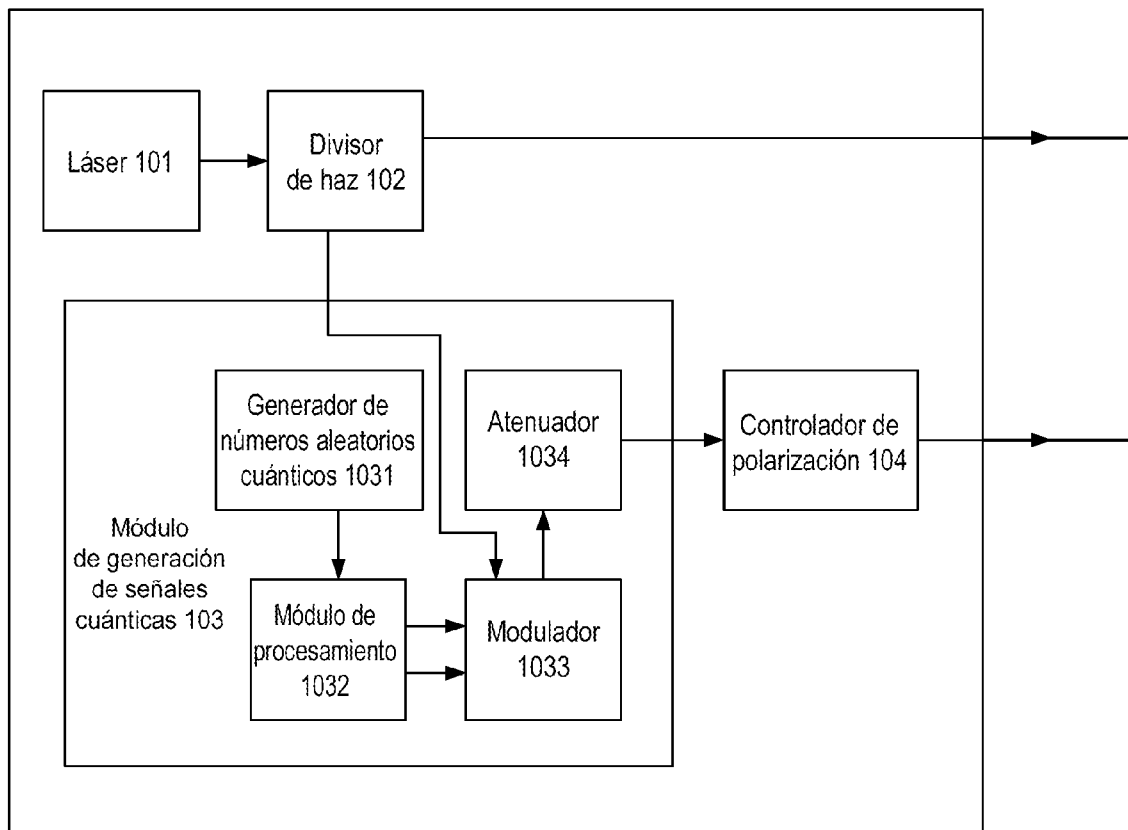 Láser 101
Divisor
de haz 102
Generador de
números aleatorios
cuánticos 1031
Atenuador
1034
Controlador de
polarización 104
Módulo
de generación
de señales
cuánticas 103
Módulo de
procesamiento
1032
Modulador
1033